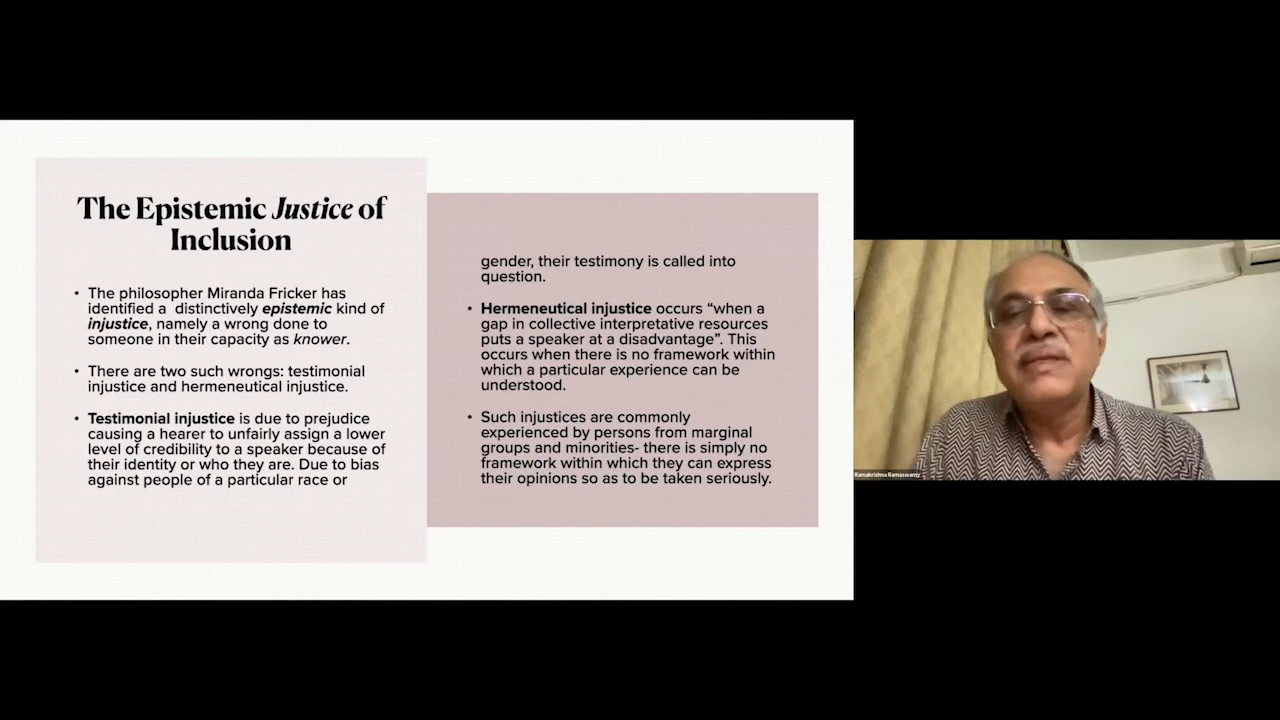 The Epistemic Justice of
Inclusion
• The philosopher Miranda Fricker has
identified a distinctively epistemic kind of
injustice, namely a wrong done to
someone in their capacity as knower.
• There are two such wrongs: testimonial
injustice and hermeneutical injustice.
• Testimonial injustice is due to prejudice
causing a hearer to unfairly assign a lower
level of credibility to a speaker because of
their identity or who they are. Due to bias
against people of a particular race or
gender, their testimony is called into
question.
• Hermeneutical injustice occurs “when a
gap in collective interpretative resources
puts a speaker at a disadvantage”. This
occurs when there is no framework within
which a particular experience can be
understood.
• Such injustices are commonly
experienced by persons from marginal
groups and minorities- there is simply no
framework within which they can express
their opinions so as to be taken seriously.
Ramakrishna Ramaswamy